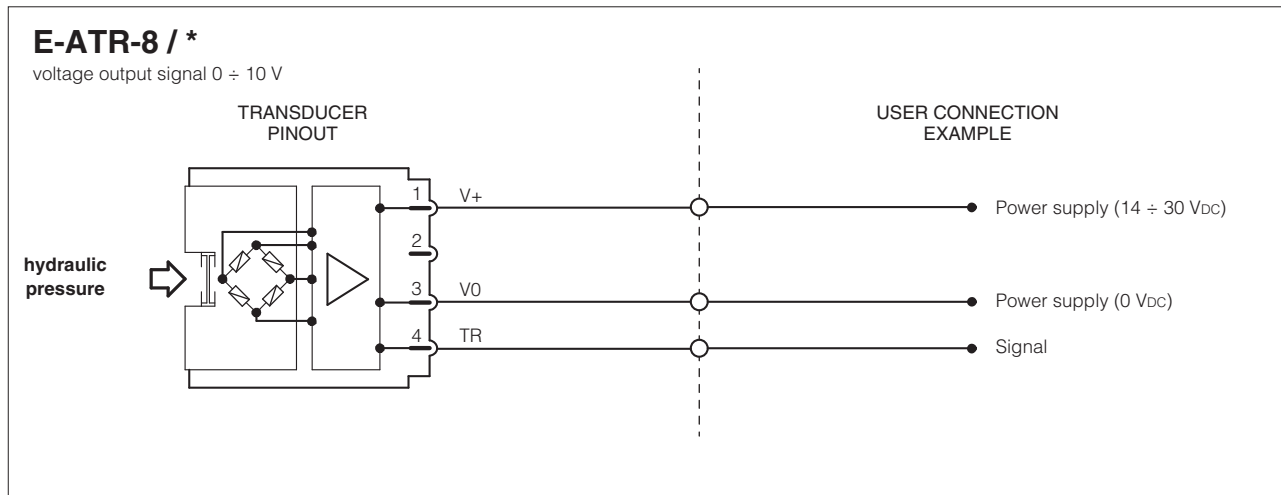 E-ATR-8 / *
voltage output signal 0 ÷ 10 V
TRANSDUCER
PINOUT
USER CONNECTION
EXAMPLE
1
V+
Power supply (14 ÷ 30 VDC)
2
hydraulic
pressure
3
V0
Power supply (0 VDC)
4
TR
Signal